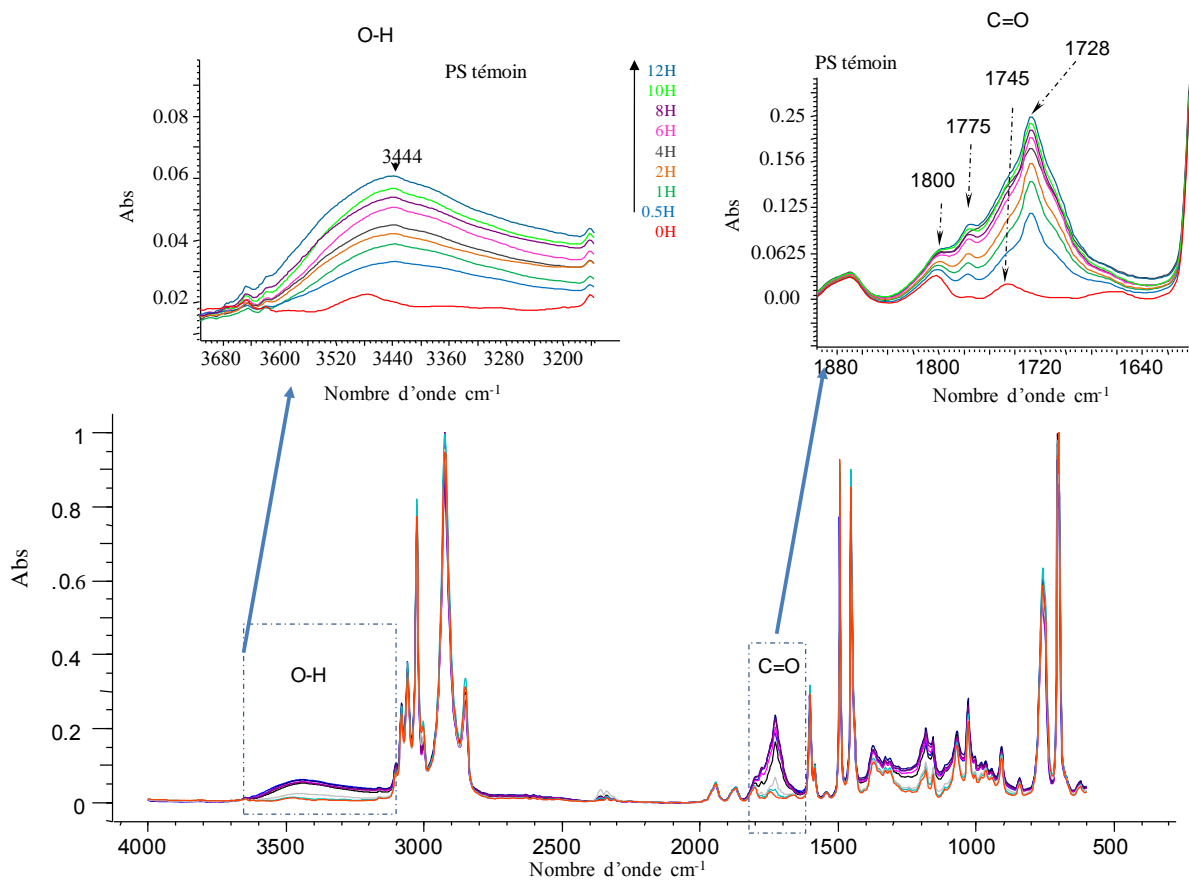 O-H
PS témoin
Abs
0.08
0.06
0.04
0.02
3444
3680 3600 3520 3440 3360 3280 3200
Nombre d'onde cm-1
12H
10H
8H
6H
4H
2H
1H
0.5H
0H
C=O
PS témoin
1745
1728
1775
1800
Abs
0.25
0.156
0.125
0.0625
0.00
1880 1800 1720 1640
Nombre d'onde cm-1
Abs
1
0.8
.0.6
0.4
0.2
0
O-H
C=O
4000 3500 3000 2500 2000 1500 1000 500
Nombre d'onde cm-1